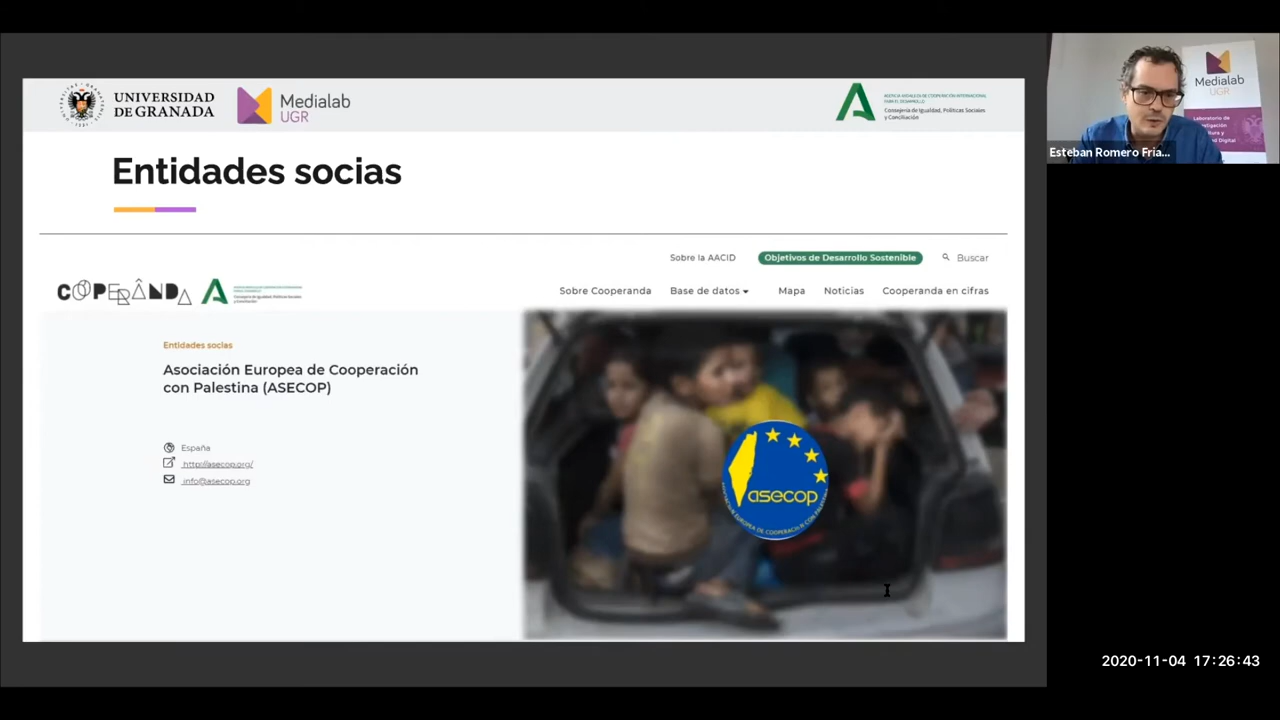 UNIVERSIDAD
DE GRANADA
Medialab
UGR
Consejería de Igualdad, Políticas Sociales
y Conciliación
Medialab
UGR
Esteban Romero Fría...
Entidades socias
Sobre la AACID
Objetivos de Desarrollo Sostenible
Buscar
COOPERÂNDA
Sobre Cooperanda
Base de datos
Mapa
Noticias
Cooperanda en cifras
Entidades socias
Asociación Europea de Cooperación
con Palestina (ASECOP)
España
http://asecop.org/
info@asecop.org
asecop
2020-11-04 17:26:43